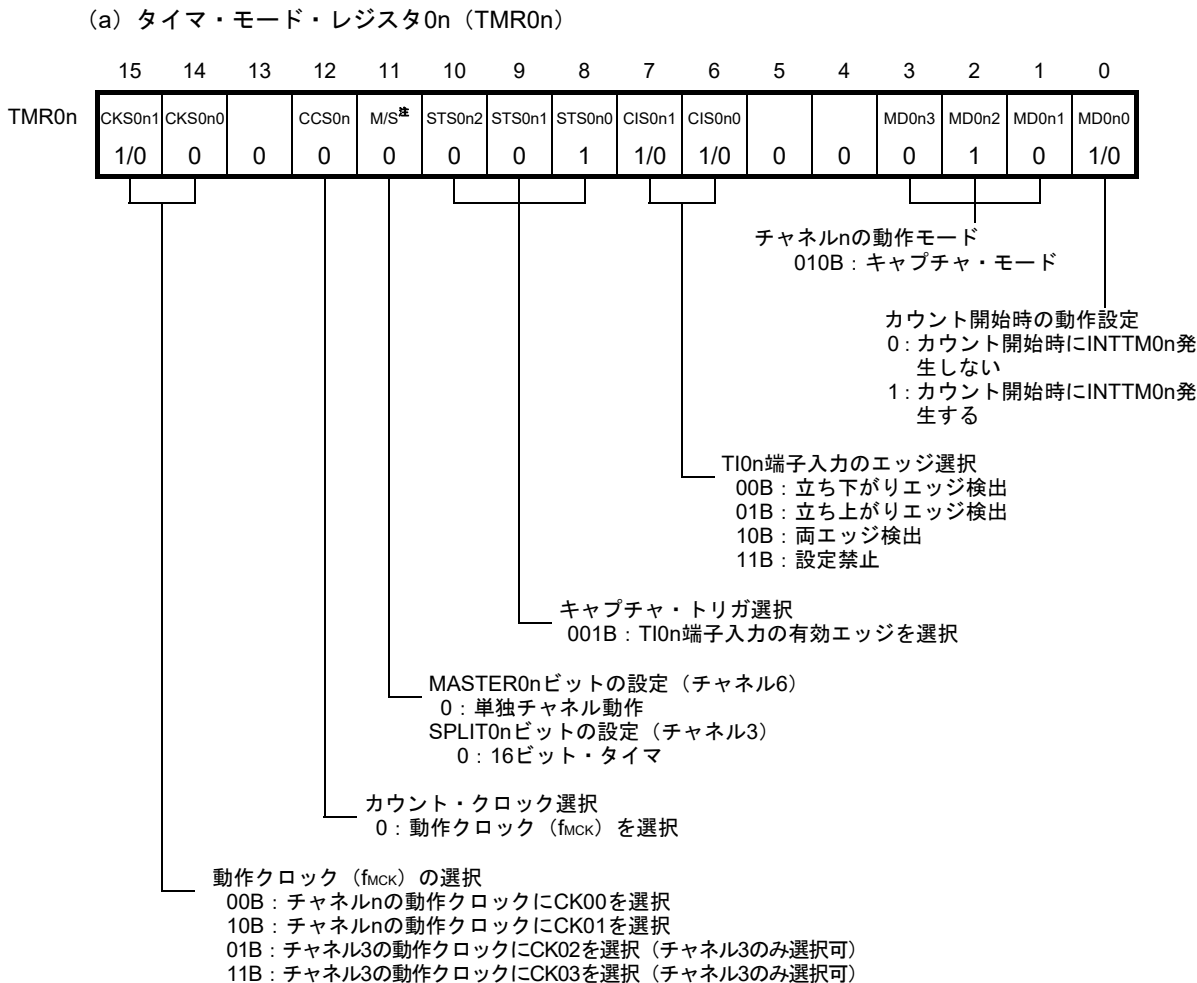 (a) タイマ・モード・レジスタ0n (TMR0n)
15 14 13 12 11 10 9 8 7 6 5 4 3 2 1 0
TMR0n CKS0n1 CKS0n0 CCS0n M/S注 STS0n2 STS0n1 STS0n0 CIS0n1 CIS0n0 MD0n3 MD0n2 MD0n1 MD0n0
1/0 0 0 0 0 0 0 1 1/0 1/0 0 0 0 1 0 1/0
チャネルnの動作モード
010B:キャプチャ・モード
カウント開始時の動作設定
0:カウント開始時にINTTM0n発
生しない
1:カウント開始時にINTTM0n発
生する
TI0n端子入力のエッジ選択
00B:立ち下がりエッジ検出
01B:立ち上がりエッジ検出
10B:両エッジ検出
11B:設定禁止
キャプチャ・トリガ選択
001B:TI0n端子入力の有効エッジを選択
MASTER0nビットの設定(チャネル6)
0:単独チャネル動作
SPLIT0nビットの設定(チャネル3)
0:16ビット・タイマ
カウント・クロック選択
0:動作クロック(fMCK)を選択
動作クロック(fMCK)の選択
00B:チャネルnの動作クロックにCK00を選択
10B:チャネルnの動作クロックにCK01を選択
01B:チャネル3の動作クロックにCK02を選択(チャネル3のみ選択可)
11B:チャネル3の動作クロックにCK03を選択(チャネル3のみ選択可)